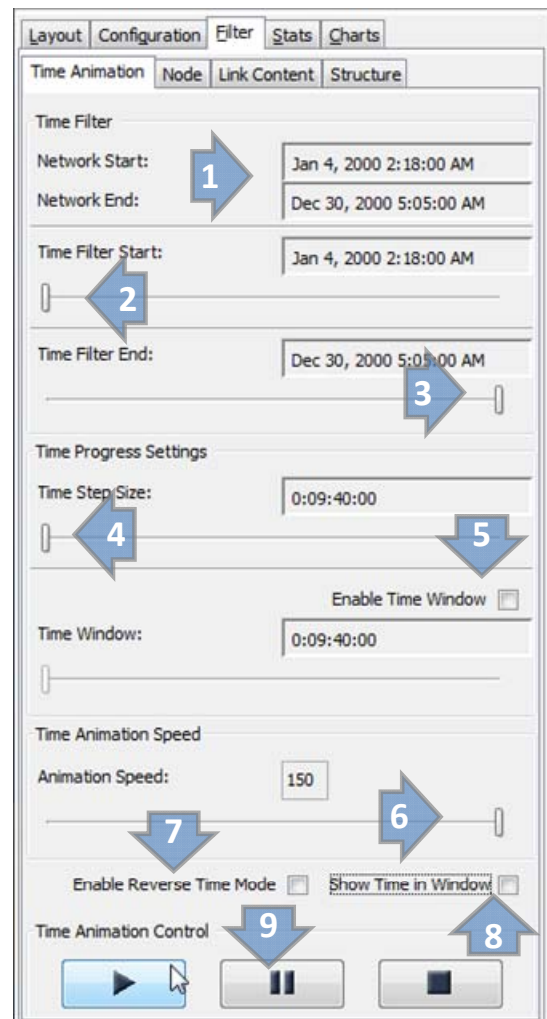 Layout Configuration Filter Stats Charts
Time Animation Node Link Content Structure
Time Filter
Network Start: 1 Jan 4, 2000 2:18:00 AM
Network End: Dec 30, 2000 5:05:00 AM
Time Filter Start: Jan 4, 2000 2:18:00 AM
2
Time Filter End: Dec 30, 2000 5:05:00 AM
3
Time Progress Settings
Time Step Size: 0:09:40:00
4 5
Enable Time Window
Time Window: 0:09:40:00
Time Animation Speed
Animation Speed: 150
6
7
Enable Reverse Time Mode Show Time in Window
Time Animation Control 9 8